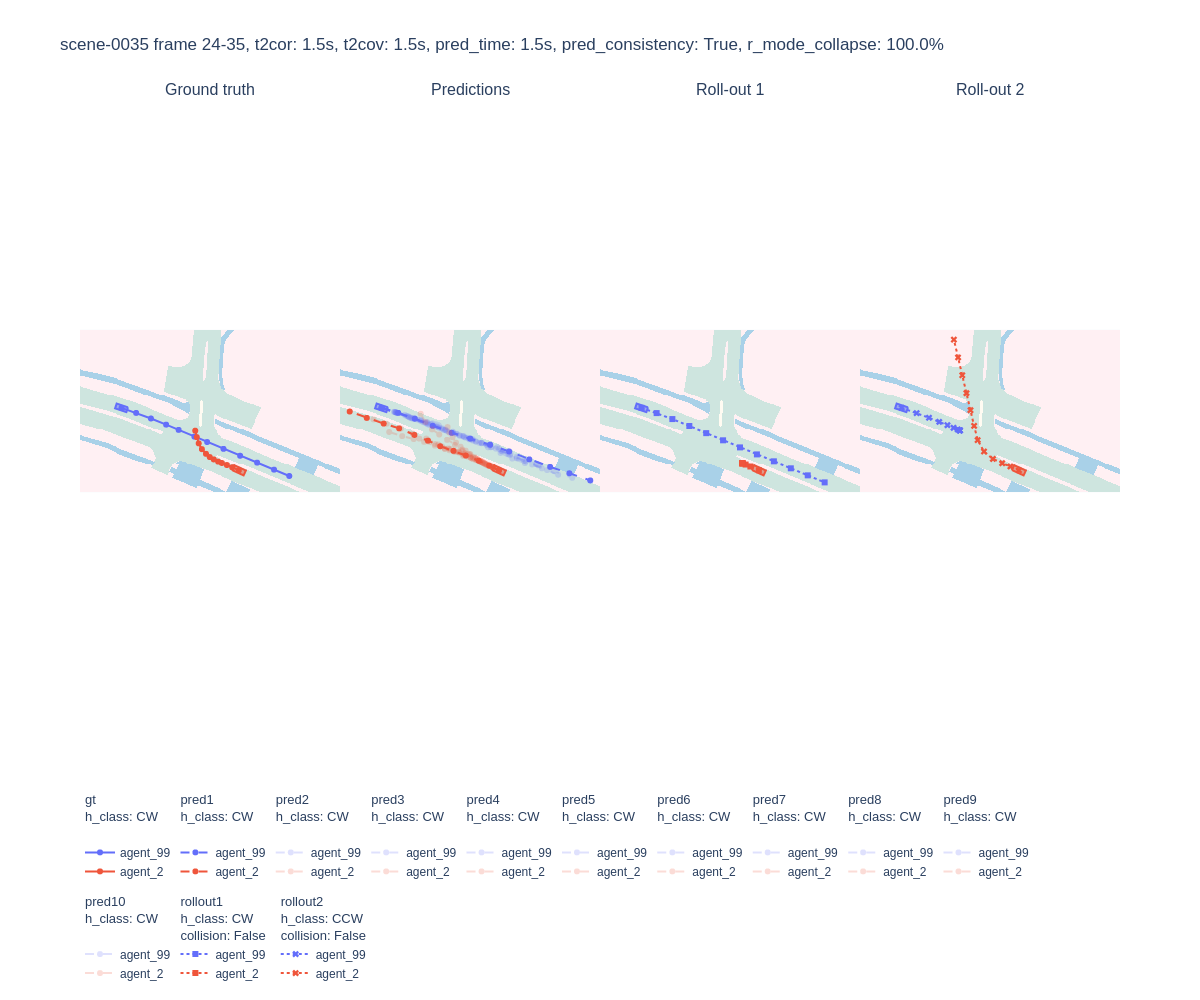 scene-0035 frame 24-35, t2cor: 1.5s, t2cov: 1.5s, pred_time: 1.5s, pred_consistency: True, r_mode_collapse: 100.0%
Ground truth Predictions Roll-out 1 Roll-out 2
gt pred1 pred2 pred3 pred4 pred5 pred6 pred7 pred8 pred9
h_class: CW h_class: CW h_class: CW h_class: CW h_class: CW h_class: CW h_class: CW h_class: CW h_class: CW h_class: CW
agent_99 agent_99 agent_99 agent_99 agent_99 agent_99 agent_99 agent_99 agent_99 agent_99
agent_2 agent_2 agent_2 agent_2 agent_2 agent_2 agent_2 agent_2 agent_2 agent_2
pred10 rollout1 rollout2
h_class: CW h_class: CW h_class: CCW
collision: False collision: False
agent_99 agent_99 agent_99
agent_2 agent_2 agent_2